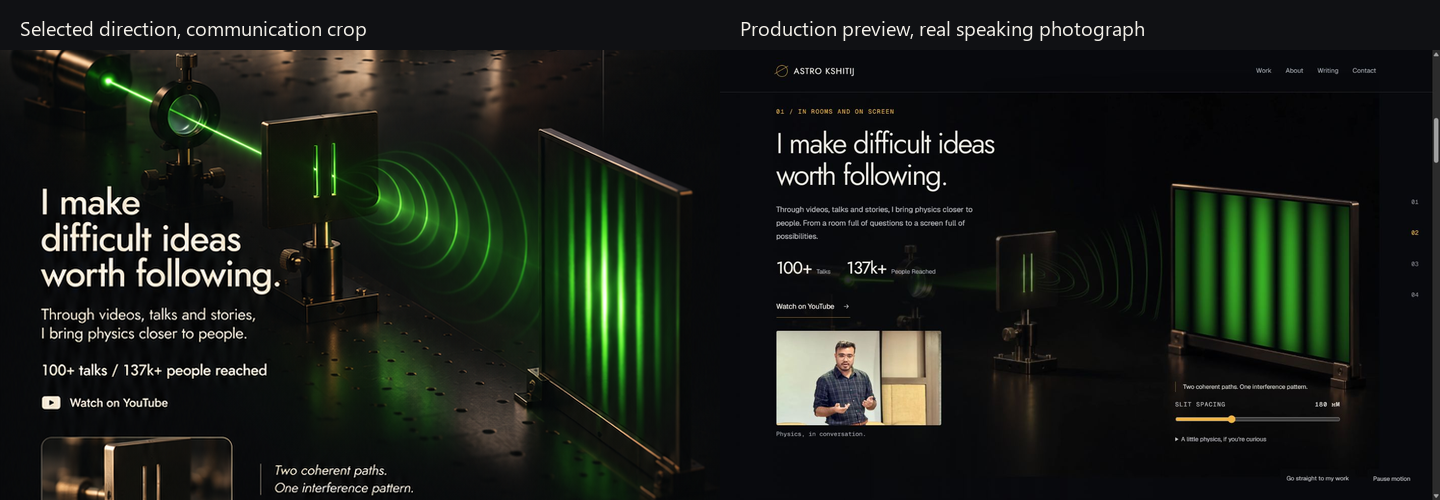 Selected direction, communication crop
I make
difficult ideas
worth following.
Through videos, talks and stories,
I bring physics closer to people.
100+ talks / 137k+ people reached
Watch on YouTube
Two coherent paths.
One interference pattern.
Production preview, real speaking photograph
ASTRO KSHITIJ
Work About Writing Contact
01 / IN ROOMS AND ON SCREEN
I make difficult ideas
worth following.
Through videos, talks and stories, I bring physics closer to
people. From a room full of questions to a screen full of
possibilities.
100+ Talks 137k+ People Reached
Watch on YouTube →
Physics, in conversation.
01
02
03
04
Two coherent paths. One interference pattern.
SLIT SPACING 180 µM
▶ A little physics, if you're curious
Go straight to my work Pause motion